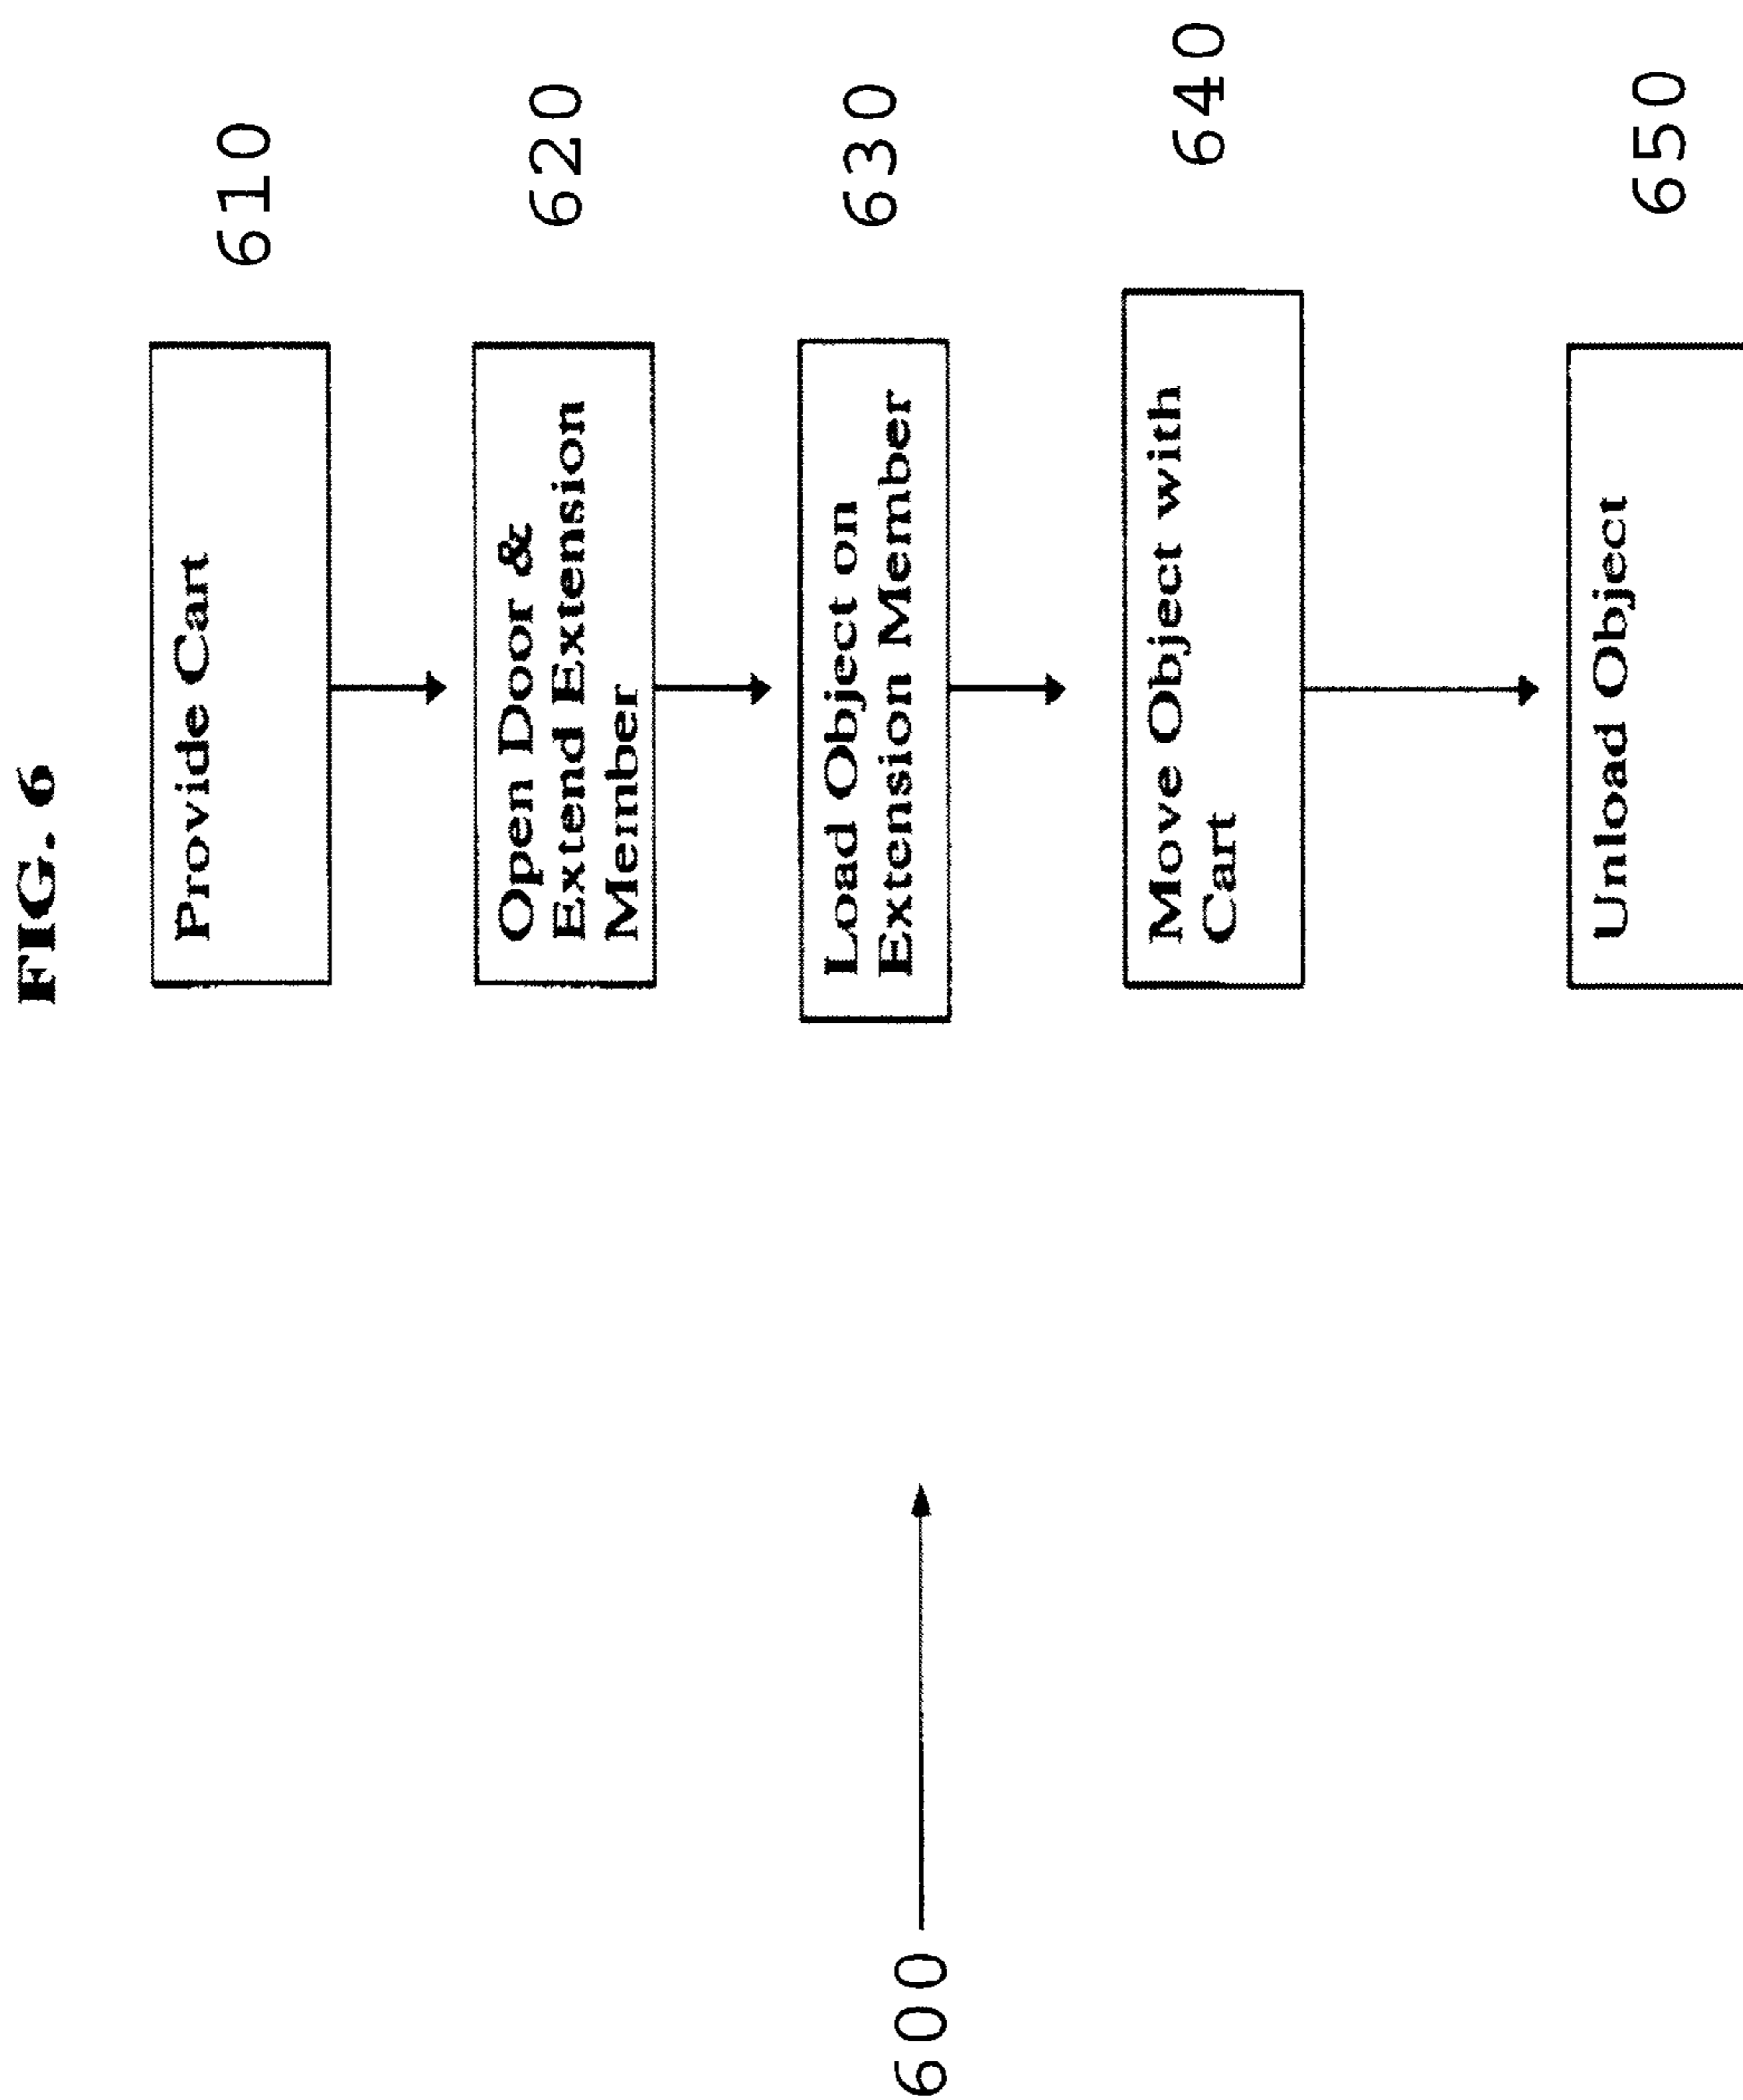 FIG. 6
Provide Cart
610
Open Door &
Extend Extension
Member
620
Load Object on
Extension Member
630
Move Object with
Cart
640
Unload Object
650
600